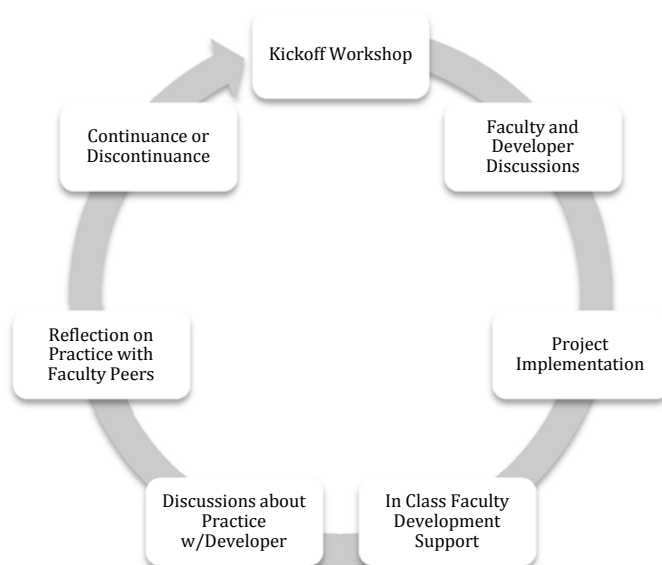 Kickoff Workshop
Faculty and
Developer
Discussions
Project
Implementation
In Class Faculty
Development
Support
Discussions about
Practice
w/Developer
Reflection on
Practice with
Faculty Peers
Continuance or
Discontinuance